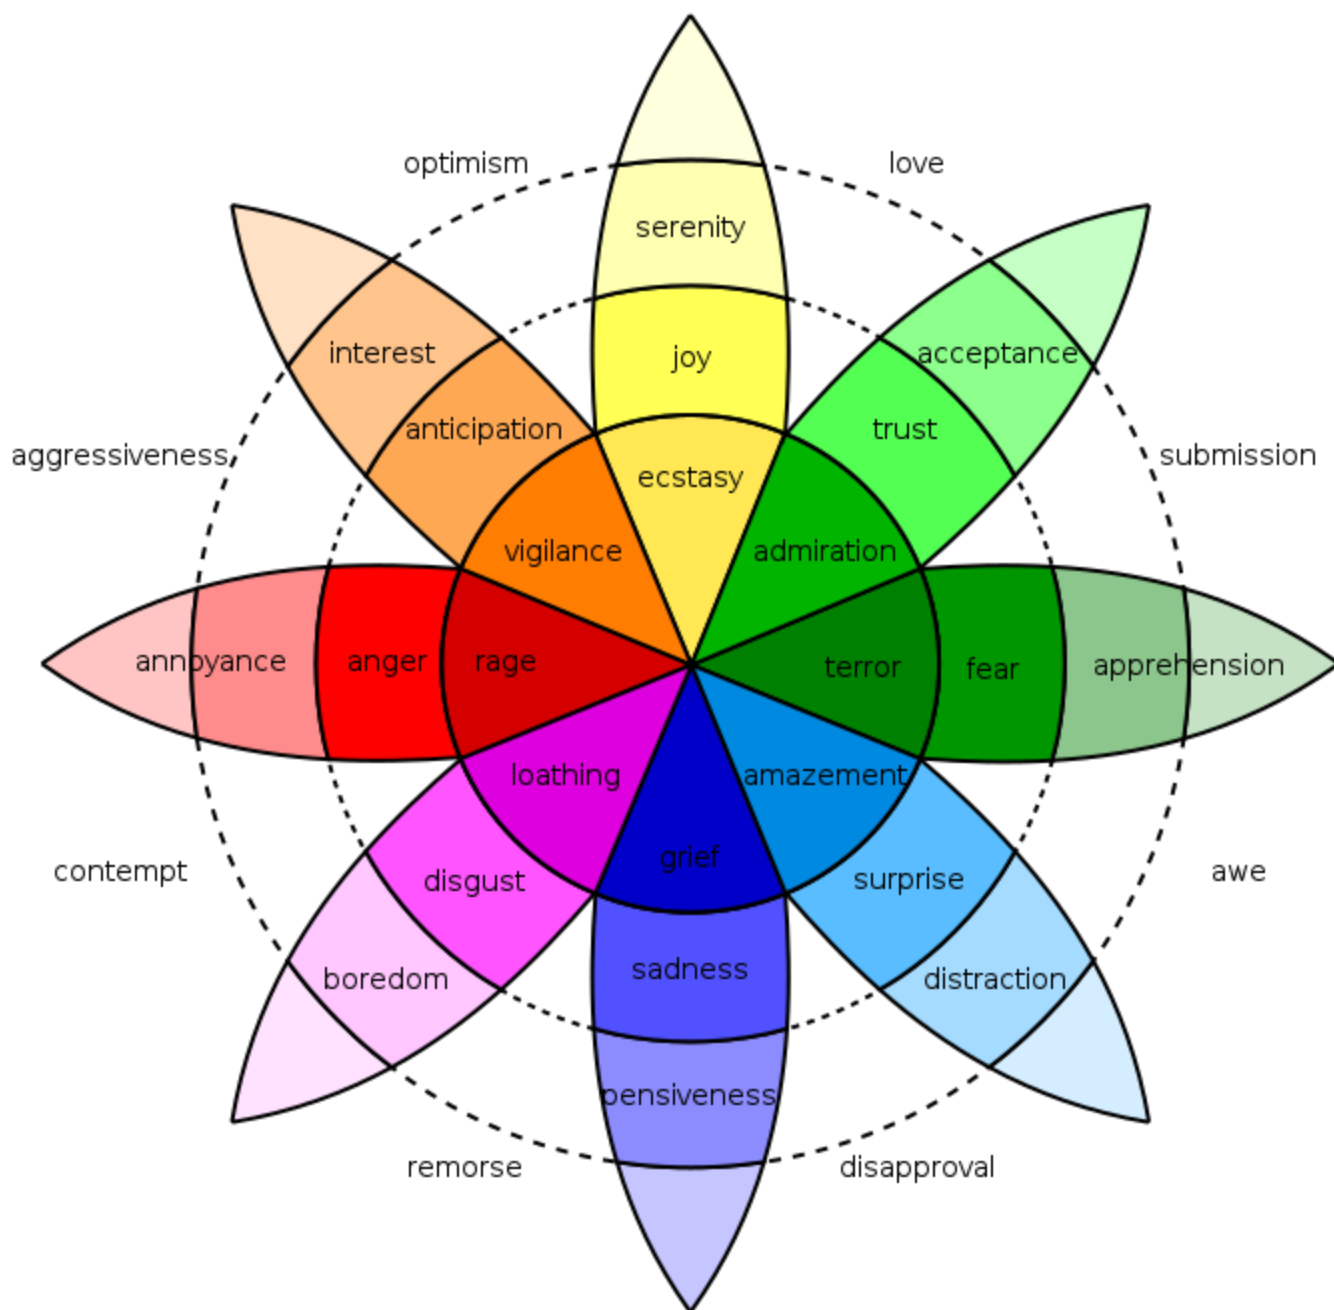 optimism
love
serenity
interest
joy
acceptance
anticipation
trust
aggressiveness
submission
ecstasy
vigilance
admiration
annoyance
anger
rage
terror
fear
apprehension
loathing
amazement
grief
contempt
awe
disgust
surprise
sadness
boredom
distraction
pensiveness
remorse
disapproval